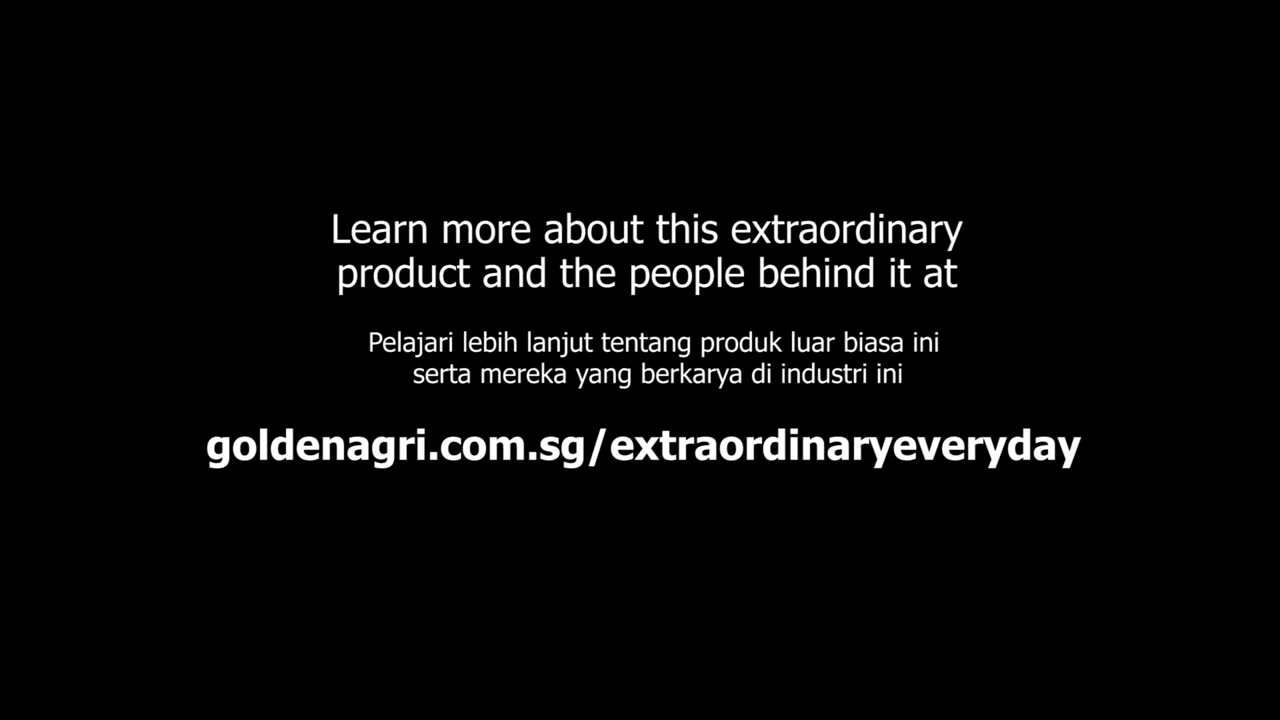 Learn more about this extraordinary
product and the people behind it at
Pelajari lebih lanjut tentang produk luar biasa ini
serta mereka yang berkarya di industri ini
goldenagri.com.sg/extraordinaryeveryday